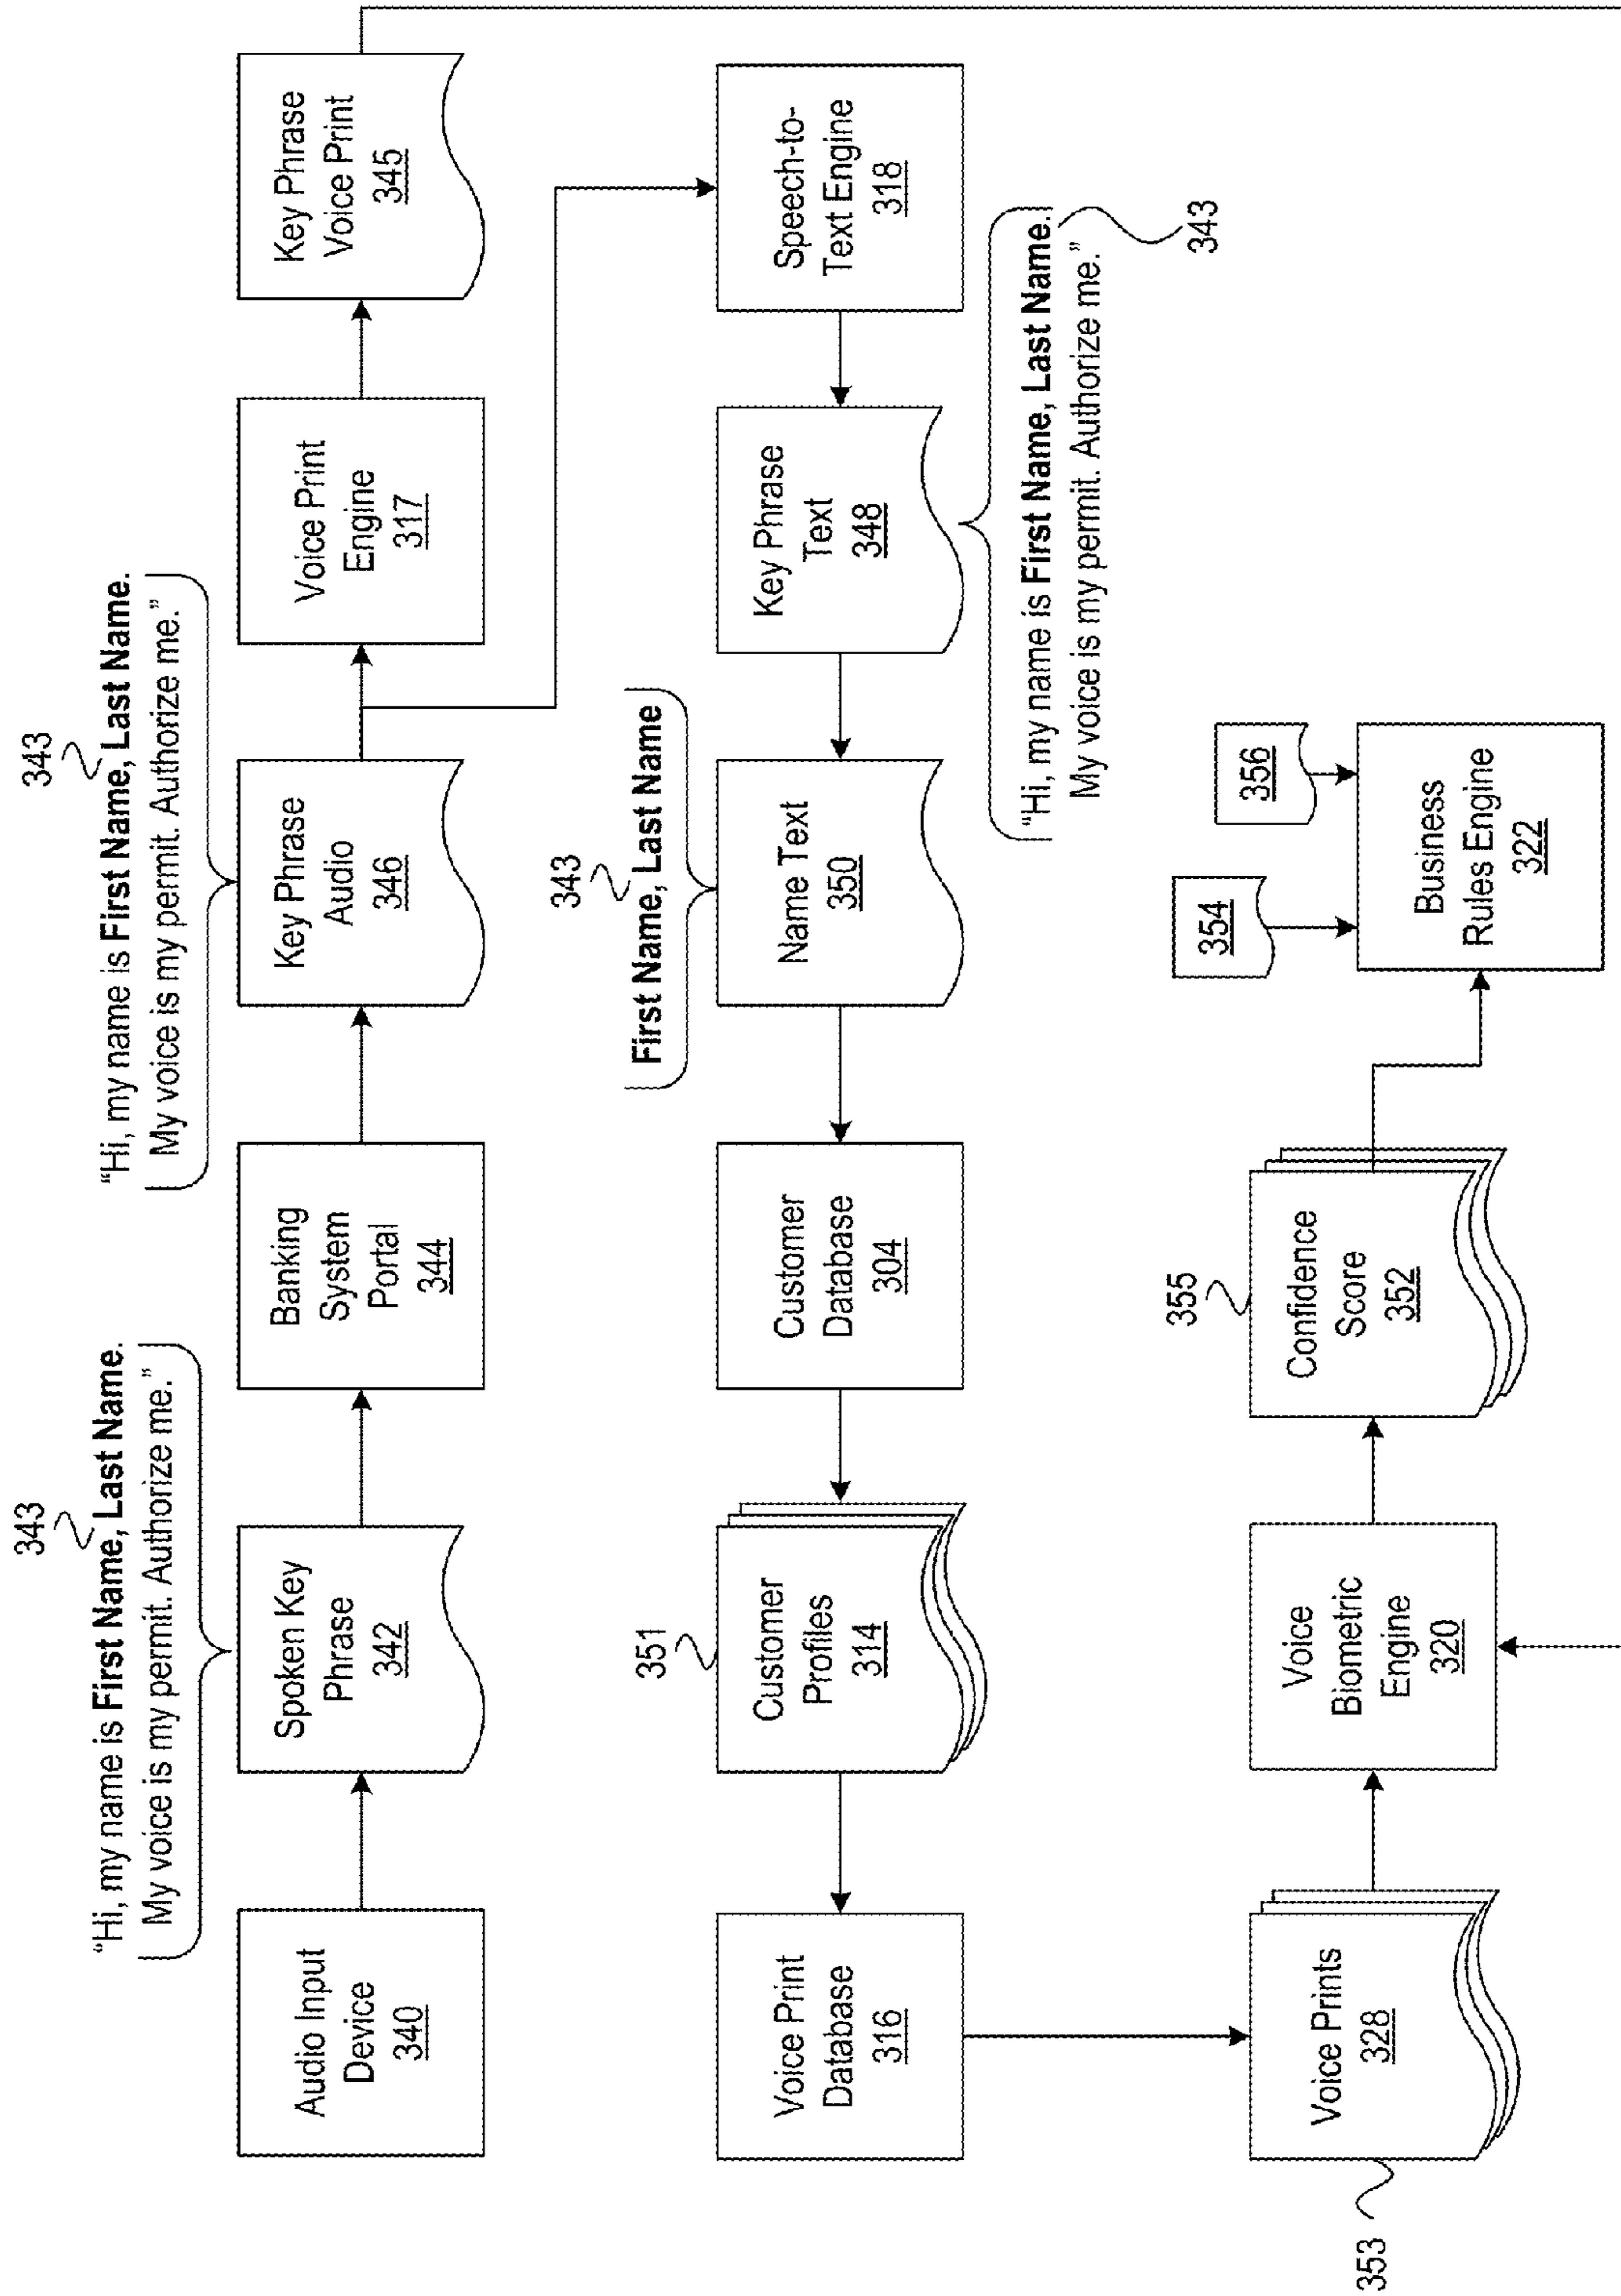 343
“Hi, my name is First Name, Last Name.
My voice is my permit. Authorize me.”
343
“Hi, my name is First Name, Last Name.
My voice is my permit. Authorize me.”
Audio Input
Device
340
Spoken Key
Phrase
342
Banking
System
Portal
344
Key Phrase
Audio
346
Voice Print
Engine
317
Key Phrase
Voice Print
345
343
First Name, Last Name
351
Voice Print
Database
316
Customer
Profiles
314
Customer
Database
304
Name Text
350
Key Phrase
Text
348
Speech-to-
Text Engine
318
“Hi, my name is First Name, Last Name.
My voice is my permit. Authorize me.”
343
353
Voice Prints
328
Voice
Biometric
Engine
320
355
Confidence
Score
352
354
356
Business
Rules Engine
322